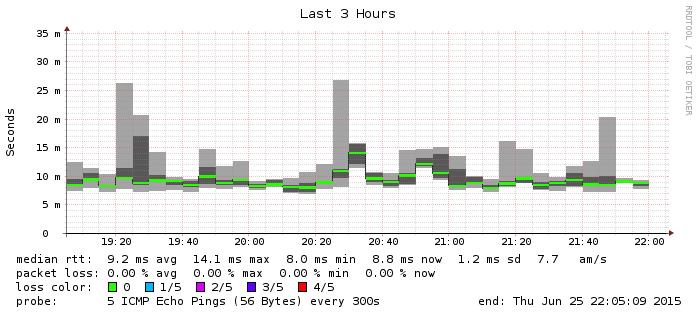 Last 3 Hours
RRDTOOL / TOBI OETIKER
Seconds
35 m
30 m
25 m
20 m
15 m
10 m
5 m
0
19:20 19:40 20:00 20:20 20:40 21:00 21:20 21:40 22:00
median rtt: 9.2 ms avg 14.1 ms max 8.0 ms min 8.8 ms now 1.2 ms sd 7.7 am/s
packet loss: 0.00 % avg 0.00 % max 0.00 % min 0.00 % now
loss color: 0 1/5 2/5 3/5 4/5
probe: 5 ICMP Echo Pings (56 Bytes) every 300s end: Thu Jun 25 22:05:09 2015